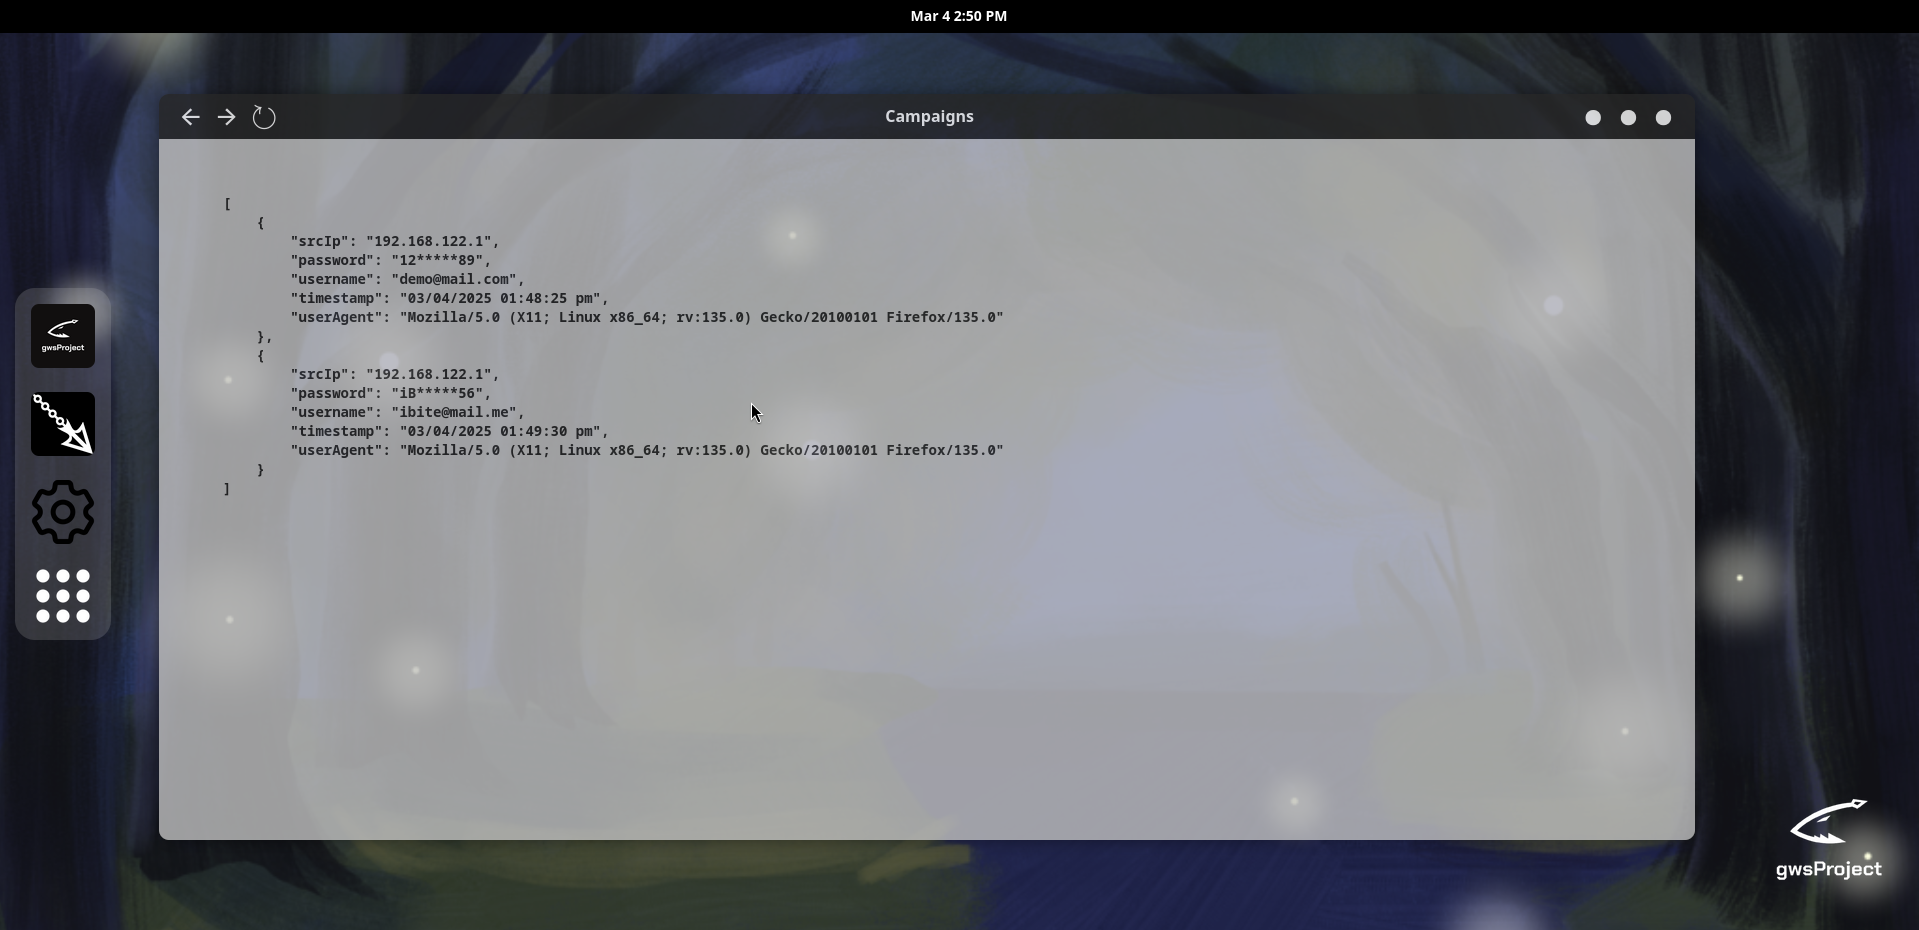 Mar 4 2:50 PM
Campaigns
[
    {
        "srcIp": "192.168.122.1",
        "password": "12*****89",
        "username": "demo@mail.com",
        "timestamp": "03/04/2025 01:48:25 pm",
        "userAgent": "Mozilla/5.0 (X11; Linux x86_64; rv:135.0) Gecko/20100101 Firefox/135.0"
    },
    {
        "srcIp": "192.168.122.1",
        "password": "iB*****56",
        "username": "ibite@mail.me",
        "timestamp": "03/04/2025 01:49:30 pm",
        "userAgent": "Mozilla/5.0 (X11; Linux x86_64; rv:135.0) Gecko/20100101 Firefox/135.0"
    }
]
gwsProject
gwsProject